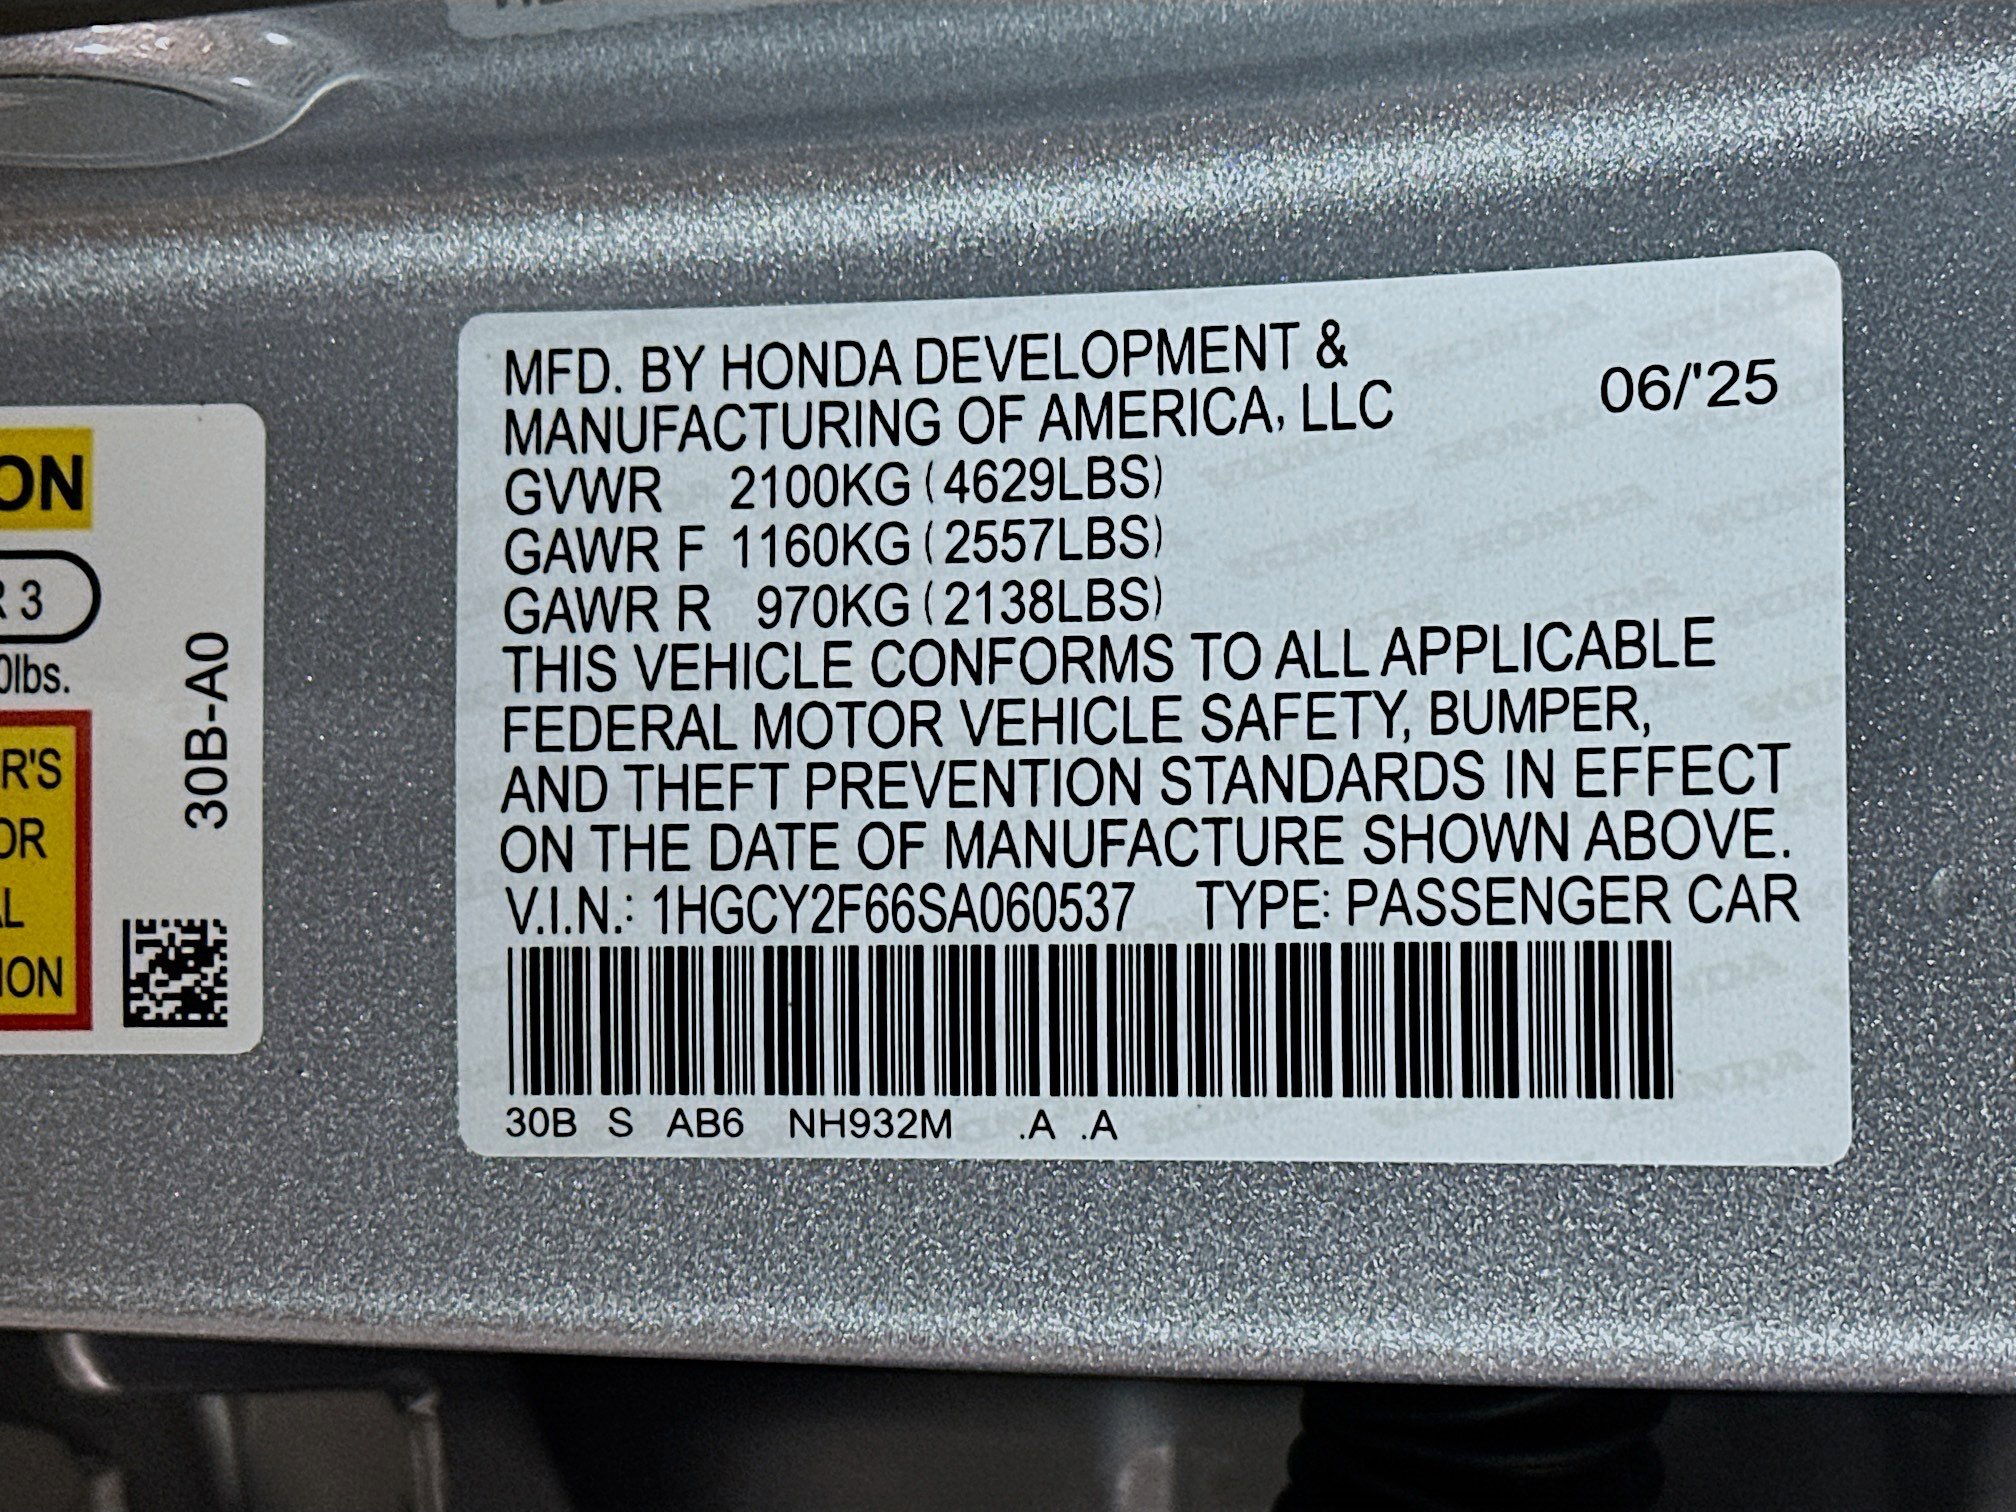 ON
R 3
0lbs.
R'S
OR
AL
ION
30B-A0
MFD. BY HONDA DEVELOPMENT &
MANUFACTURING OF AMERICA, LLC
06/'25
GVWR 2100KG (4629LBS)
GAWR F 1160KG (2557LBS)
GAWR R 970KG (2138LBS)
THIS VEHICLE CONFORMS TO ALL APPLICABLE
FEDERAL MOTOR VEHICLE SAFETY, BUMPER,
AND THEFT PREVENTION STANDARDS IN EFFECT
ON THE DATE OF MANUFACTURE SHOWN ABOVE.
V.I.N.: 1HGCY2F66SA060537 TYPE: PASSENGER CAR
30B S AB6 NH932M .A .A